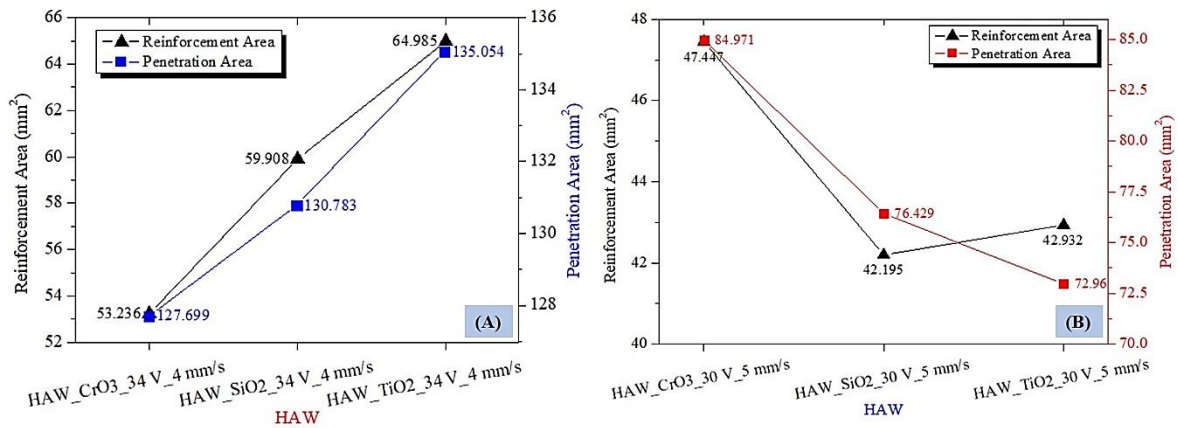 66
64
62
60
58
56
54
52
Reinforcement Area (mm²)
Reinforcement Area
Penetration Area
53.236
59.908
64.985
127.699
130.783
135.054
136
134
132
130
128
Penetration Area (mm²)
(A)
HAW_CrO3_34 V_4 mm/s
HAW_SiO2_34 V_4 mm/s
HAW_TiO2_34 V_4 mm/s
HAW
48
46
44
42
40
Reinforcement Area (mm²)
Reinforcement Area
Penetration Area
84.971
47.447
76.429
42.195
42.932
72.96
85.0
82.5
80.0
77.5
75.0
72.5
70.0
Penetration Area (mm²)
(B)
HAW_CrO3_30 V_5 mm/s
HAW_SiO2_30 V_5 mm/s
HAW_TiO2_30 V_5 mm/s
HAW